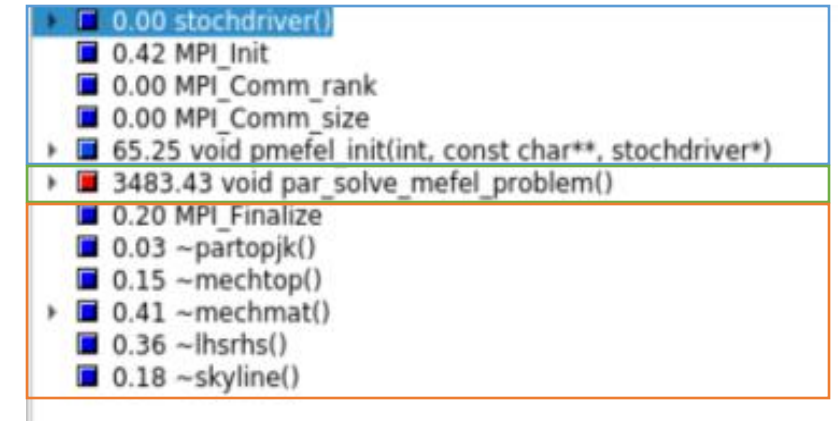 0.00 stochdriver()
0.42 MPI_Init
0.00 MPI_Comm_rank
0.00 MPI_Comm_size
65.25 void pmefel_init(int, const char**, stochdriver*)
3483.43 void par_solve_mefel_problem()
0.20 MPI_Finalize
0.03 ~partopjk()
0.15 ~mechtop()
0.41 ~mechmat()
0.36 ~lhsrhs()
0.18 ~skyline()